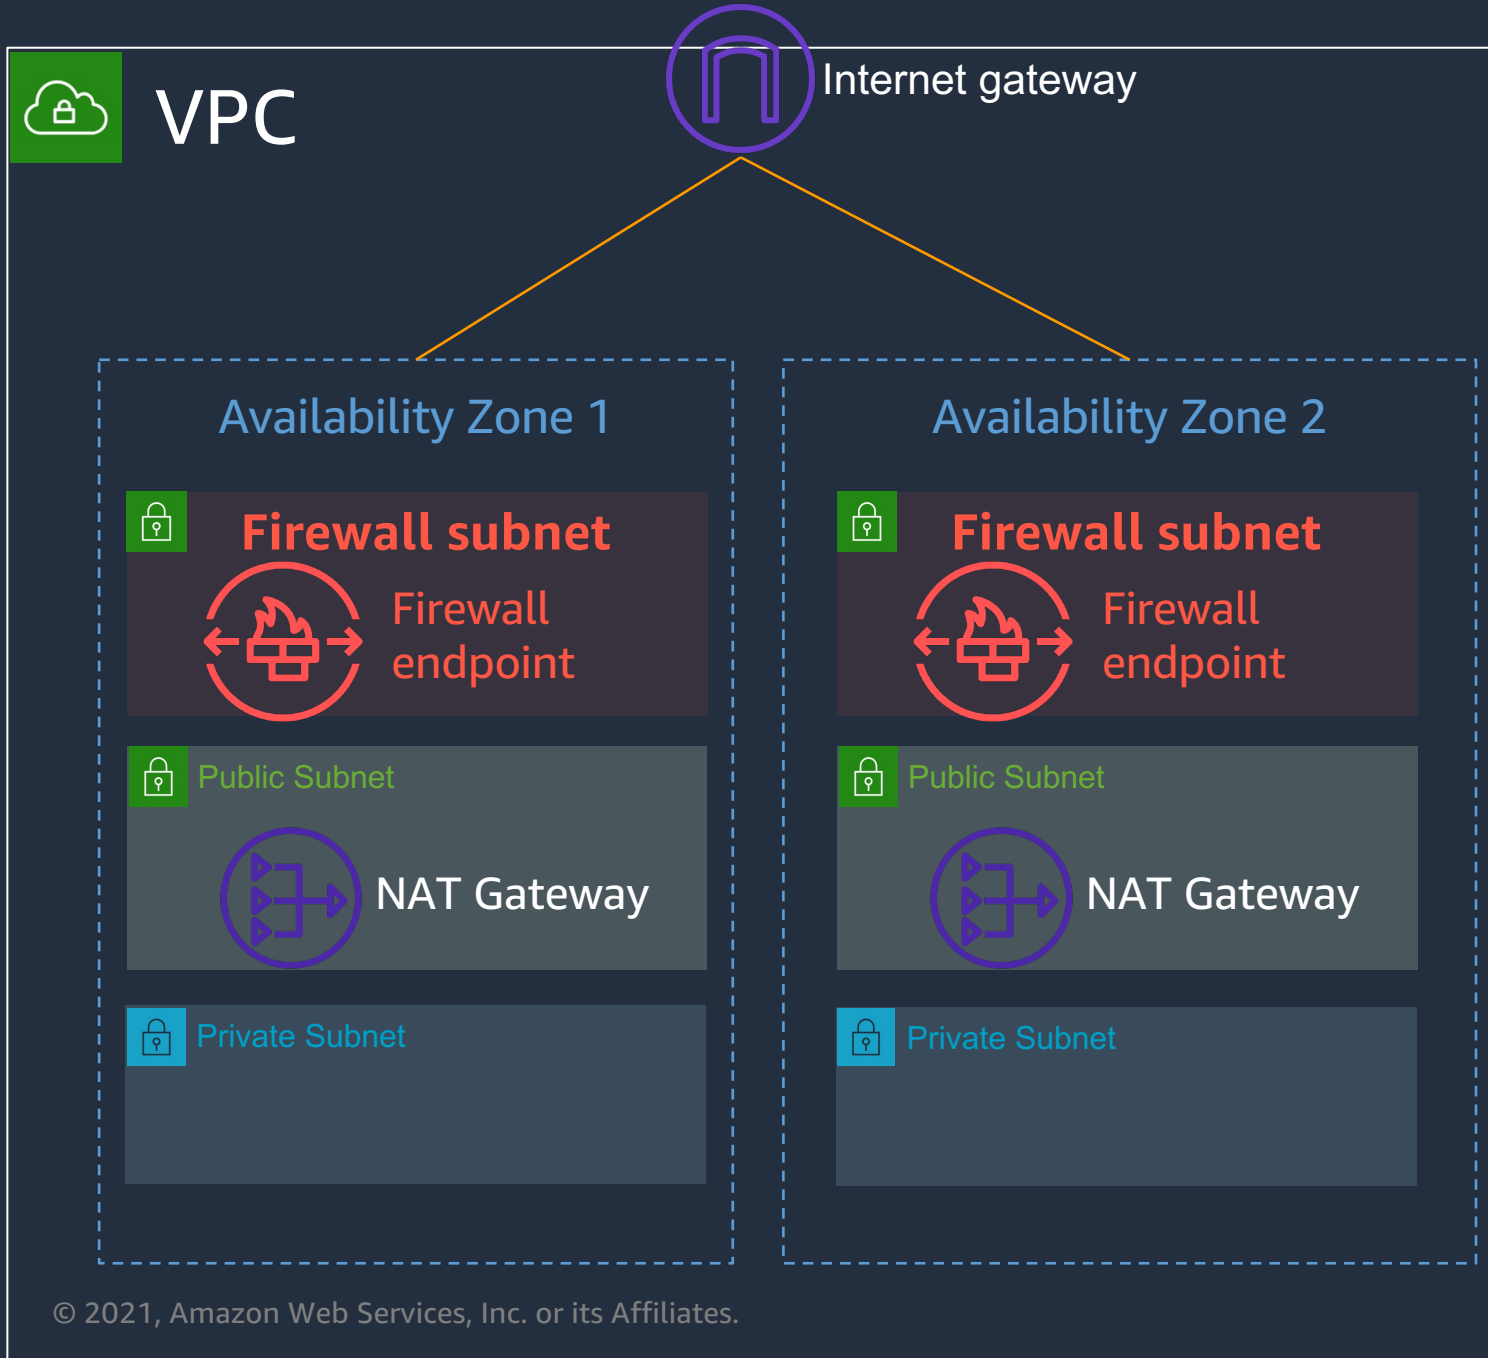 VPC
Internet gateway
Availability Zone 1
Firewall subnet
Firewall
endpoint
Public Subnet
NAT Gateway
Private Subnet
Availability Zone 2
Firewall subnet
Firewall
endpoint
Public Subnet
NAT Gateway
Private Subnet
© 2021, Amazon Web Services, Inc. or its Affiliates.